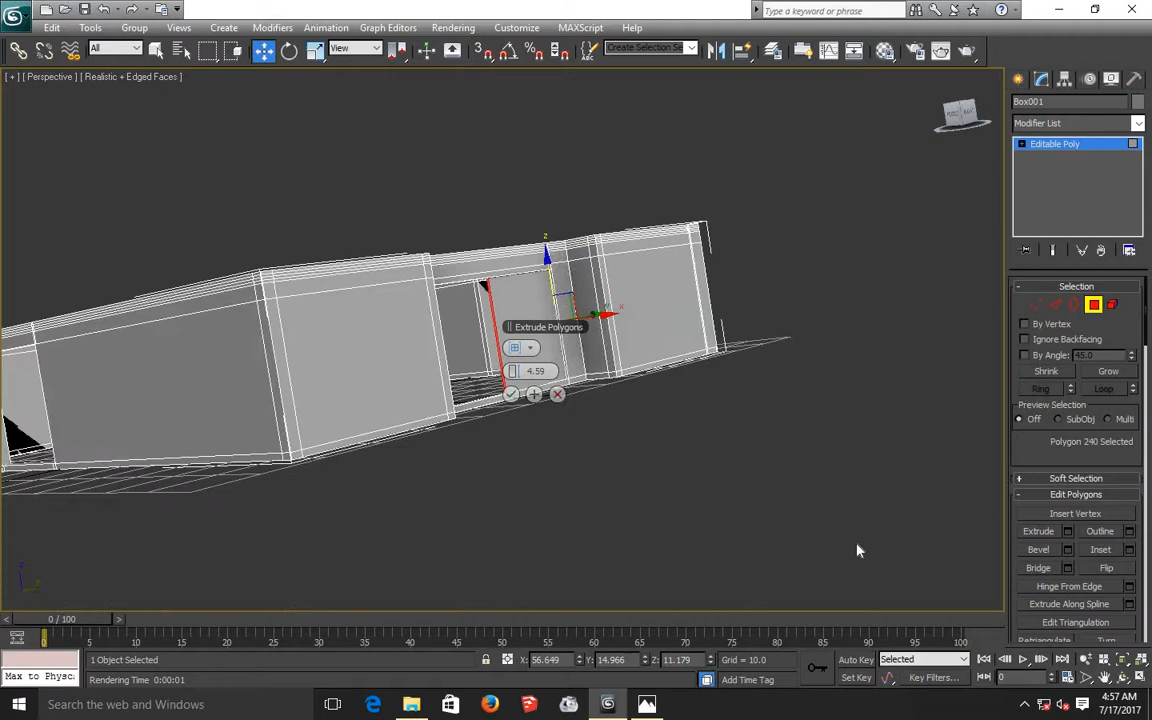 Type a keyword or phrase
Edit Tools Group Views Create Modifiers Animation Graph Editors Rendering Customize MAXScript Help
All View Create Selection Se
[ + ] [ Perspective ] [ Realistic + Edged Faces ]
Box001
Modifier List
Editable Poly
Selection
By Vertex
Ignore Backfacing
By Angle: 45.0
Shrink Grow
Ring Loop
Preview Selection
Off SubObj Multi
Polygon 240 Selected
Soft Selection
Edit Polygons
Insert Vertex
Extrude Outline
Bevel Inset
Bridge Flip
Hinge From Edge
Extrude Along Spline
Edit Triangulation
Retriangulate Turn
Extrude Polygons
4.59
z
x
0 / 100
0 5 10 15 20 25 30 35 40 45 50 55 60 65 70 75 80 85 90 95 100
1 Object Selected X: 56.649 Y: 14.966 Z: 11.179 Grid = 10.0 Auto Key Selected
Max to Physc Rendering Time 0:00:01 Add Time Tag Set Key Key Filters... 0
Search the web and Windows
4:57 AM
7/17/2017